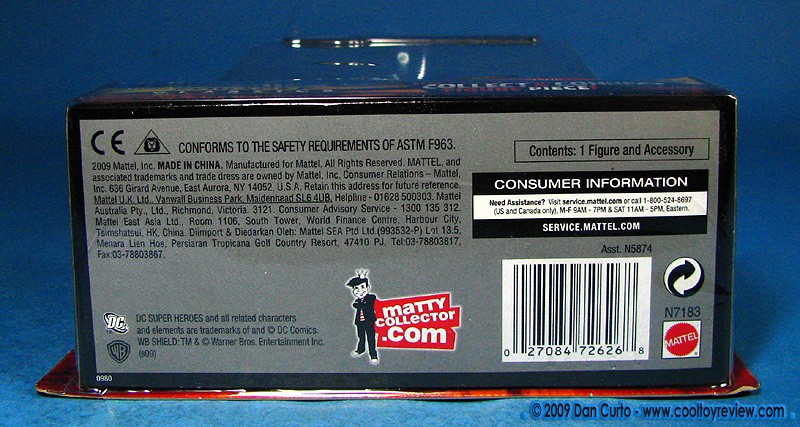 COLLECT
PIECE
CE
CONFORMS TO THE SAFETY REQUIREMENTS OF ASTM F963.
2009 Mattel, Inc. MADE IN CHINA. Manufactured for Mattel. All Rights Reserved. MATTEL, and
associated trademarks and trade dress are owned by Mattel, Inc. Consumer Relations – Mattel,
Inc. 636 Girard Avenue, East Aurora, NY 14052, U.S.A. Retain this address for future reference.
Mattel U.K. Ltd., Vanwall Business Park, Maidenhead SL6 4UB, Helpline - 01628 500303. Mattel
Australia Pty., Ltd., Richmond, Victoria. 3121. Consumer Advisory Service - 1300 135 312.
Mattel East Asia Ltd., Room 1106, South Tower, World Finance Centre, Harbour City,
Tsimshatsui, HK, China. Diimport & Diedarkan Oleh: Mattel SEA Ptd Ltd.(993532-P) Lot 13.5,
Menara Lien Hoe, Persiaran Tropicana Golf Country Resort, 47410 PJ. Tel:03-78803817,
Fax:03-78803867.
Contents: 1 Figure and Accessory
CONSUMER INFORMATION
Need Assistance? Visit service.mattel.com or call 1-800-524-8697
(US and Canada only), M-F 9AM - 7PM & SAT 11AM - 5PM, Eastern.
SERVICE.MATTEL.COM
Asst. N5874
N7183
MATTEL
0 27084 72626 8
matty
COLLECTOR
.com
DC
DC SUPER HEROES and all related characters
and elements are trademarks of and © DC Comics.
WB SHIELD: TM & © Warner Bros. Entertainment Inc.
(s09)
WB
0980
© 2009 Dan Curto - www.cooltoyreview.com